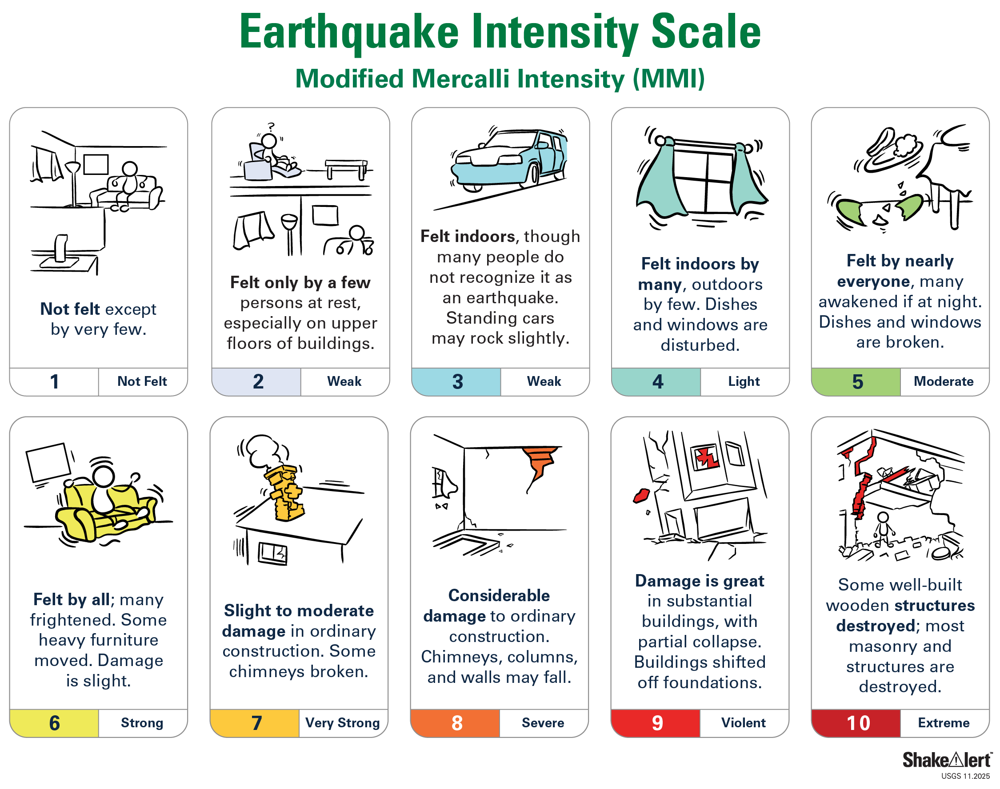 Earthquake Intensity Scale
Modified Mercalli Intensity (MMI)
?
Not felt except
by very few.
1
Not Felt
Felt only by a few
persons at rest,
especially on upper
floors of buildings.
2
Weak
Felt indoors, though
many people do
not recognize it as
an earthquake.
Standing cars
may rock slightly.
3
Weak
Felt indoors by
many, outdoors
by few. Dishes
and windows are
disturbed.
4
Light
Felt by nearly
everyone, many
awakened if at night.
Dishes and windows
are broken.
5
Moderate
Felt by all; many
frightened. Some
heavy furniture
moved. Damage
is slight.
6
Strong
Slight to moderate
damage in ordinary
construction. Some
chimneys broken.
7
Very Strong
Considerable
damage to ordinary
construction.
Chimneys, columns,
and walls may fall.
8
Severe
Damage is great
in substantial
buildings, with
partial collapse.
Buildings shifted
off foundations.
9
Violent
Some well-built
wooden structures
destroyed; most
masonry and
structures are
destroyed.
10
Extreme
ShakeAlert™
USGS 11.2025